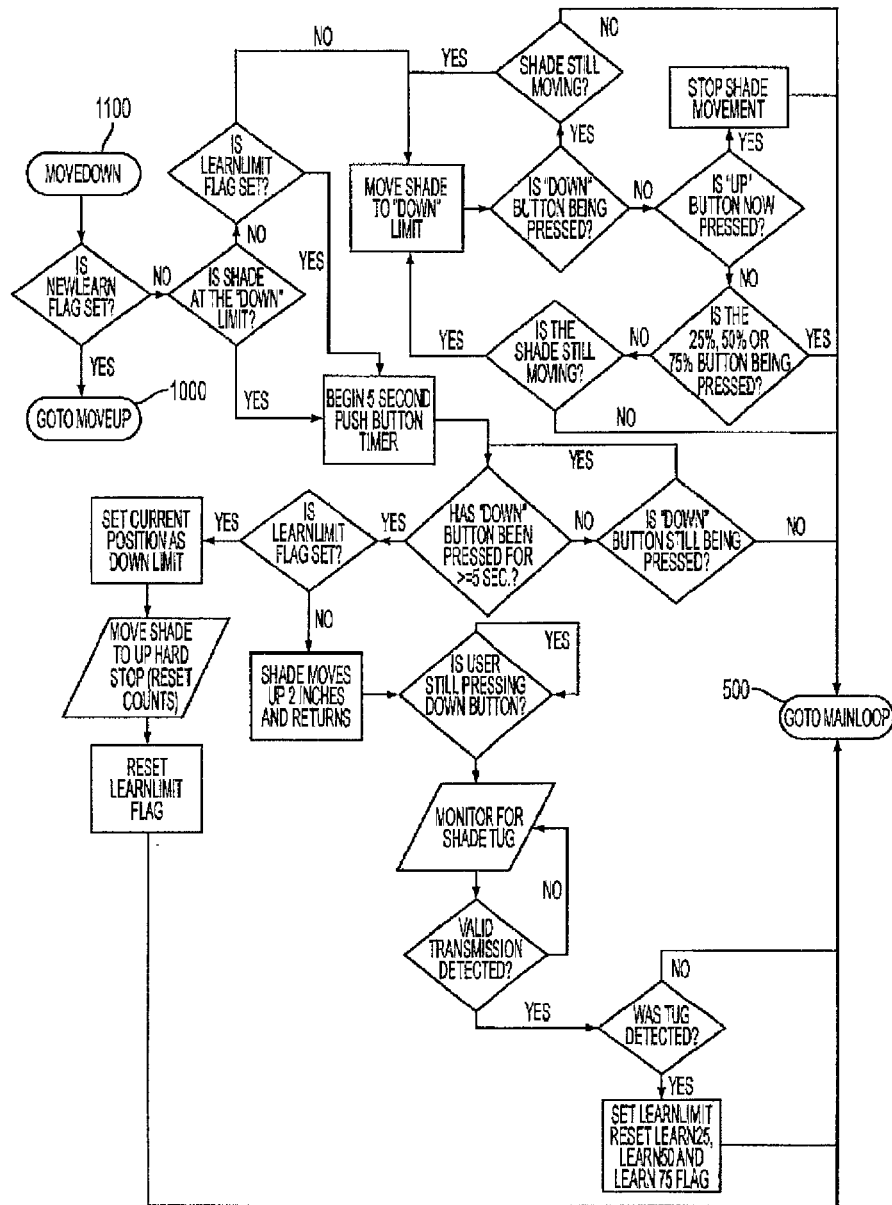 NO
NO
YES
SHADE STILL
MOVING?
STOP SHADE
MOVEMENT
1100
MOVEDOWN
IS
LEARNLIMIT
FLAG SET?
YES
YES
MOVE SHADE
TO "DOWN"
LIMIT
IS "DOWN"
BUTTON BEING
PRESSED?
NO
IS "UP"
BUTTON NOW
PRESSED?
NO
YES
NO
IS
NEWLEARN
FLAG SET?
NO
IS SHADE
AT THE "DOWN"
LIMIT?
YES
IS THE
SHADE STILL
MOVING?
NO
IS THE
25%, 50% OR
75% BUTTON BEING
PRESSED?
YES
YES
1000
GOTO MOVEUP
YES
BEGIN 5 SECOND
PUSH BUTTON
TIMER
NO
YES
SET CURRENT
POSITION AS
DOWN LIMIT
YES
IS
LEARNLIMIT
FLAG SET?
YES
HAS "DOWN"
BUTTON BEEN
PRESSED FOR
>=5 SEC.?
NO
IS "DOWN"
BUTTON STILL BEING
PRESSED?
NO
NO
YES
MOVE SHADE
TO UP HARD
STOP (RESET
COUNTS)
SHADE MOVES
UP 2 INCHES
AND RETURNS
IS USER
STILL PRESSING
DOWN BUTTON?
500
GOTO MAINLOOP
RESET
LEARNLIMIT
FLAG
MONITOR FOR
SHADE TUG
NO
VALID
TRANSMISSION
DETECTED?
YES
NO
WAS TUG
DETECTED?
YES
SET LEARNLIMIT
RESET LEARN25,
LEARN50 AND
LEARN 75 FLAG